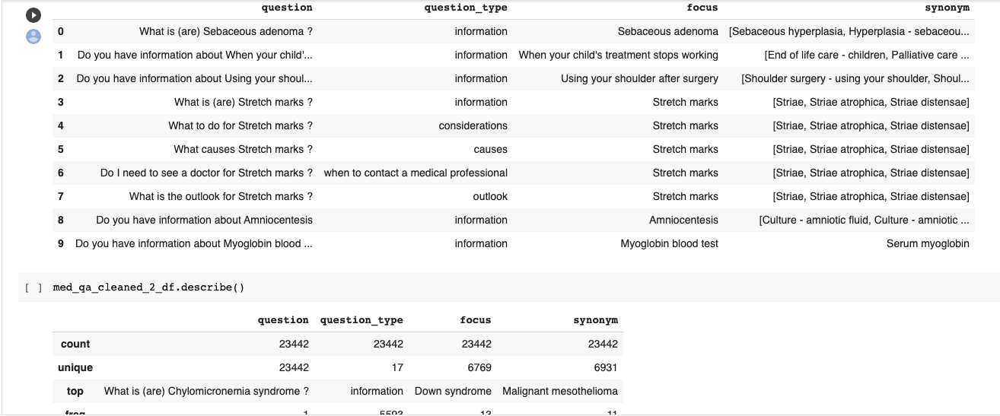 question question_type focus synonym
0 What is (are) Sebaceous adenoma ? information Sebaceous adenoma [Sebaceous hyperplasia, Hyperplasia - sebaceou...
1 Do you have information about When your child'... information When your child's treatment stops working [End of life care - children, Palliative care ...
2 Do you have information about Using your shoul... information Using your shoulder after surgery [Shoulder surgery - using your shoulder, Shoul...
3 What is (are) Stretch marks ? information Stretch marks [Striae, Striae atrophica, Striae distensae]
4 What to do for Stretch marks ? considerations Stretch marks [Striae, Striae atrophica, Striae distensae]
5 What causes Stretch marks ? causes Stretch marks [Striae, Striae atrophica, Striae distensae]
6 Do I need to see a doctor for Stretch marks ? when to contact a medical professional Stretch marks [Striae, Striae atrophica, Striae distensae]
7 What is the outlook for Stretch marks ? outlook Stretch marks [Striae, Striae atrophica, Striae distensae]
8 Do you have information about Amniocentesis information Amniocentesis [Culture - amniotic fluid, Culture - amniotic ...
9 Do you have information about Myoglobin blood ... information Myoglobin blood test Serum myoglobin
[ ] med_qa_cleaned_2_df.describe()
question question_type focus synonym
count 23442 23442 23442 23442
unique 23442 17 6769 6931
top What is (are) Chylomicronemia syndrome ? information Down syndrome Malignant mesothelioma
freq 1 5593 13 11